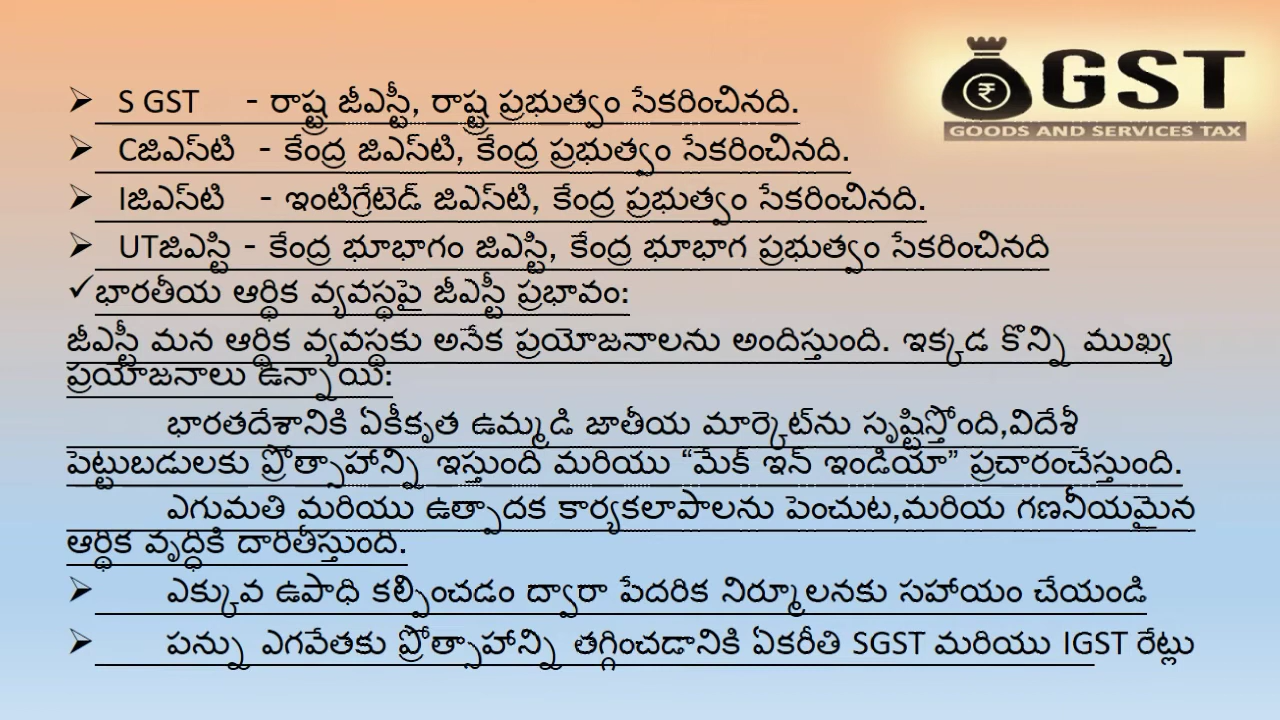 GST
GOODS AND SERVICES TAX
➢ S GST - రాష్ట్ర జీఎస్టీ, రాష్ట్ర ప్రభుత్వం సేకరించినది.
➢ Cజిఎస్‌టి - కేంద్ర జిఎస్‌టి, కేంద్ర ప్రభుత్వం సేకరించినది.
➢ Iజిఎస్‌టి - ఇంటిగ్రేటెడ్ జిఎస్‌టి, కేంద్ర ప్రభుత్వం సేకరించినది.
➢ UTజిఎస్టి - కేంద్ర భూభాగం జిఎస్టి, కేంద్ర భూభాగ ప్రభుత్వం సేకరించినది
✓భారతీయ ఆర్థిక వ్యవస్థపై జీఎస్టీ ప్రభావం:
జీఎస్టీ మన ఆర్థిక వ్యవస్థకు అనేక ప్రయోజనాలను అందిస్తుంది. ఇక్కడ కొన్ని ముఖ్య
ప్రయోజనాలు ఉన్నాయి:
భారతదేశానికి ఏకీకృత ఉమ్మడి జాతీయ మార్కెట్‌ను సృష్టిస్తోంది,విదేశీ
పెట్టుబడులకు ప్రోత్సాహాన్ని ఇస్తుంది మరియు “మేక్ ఇన్ ఇండియా” ప్రచారంచేస్తుంది.
ఎగుమతి మరియు ఉత్పాదక కార్యకలాపాలను పెంచుట,మరియ గణనీయమైన
ఆర్థిక వృద్ధికి దారితీస్తుంది.
➢ ఎక్కువ ఉపాధి కల్పించడం ద్వారా పేదరిక నిర్మూలనకు సహాయం చేయండి
➢ పన్ను ఎగవేతకు ప్రోత్సాహాన్ని తగ్గించడానికి ఏకరీతి SGST మరియు IGST రేట్లు